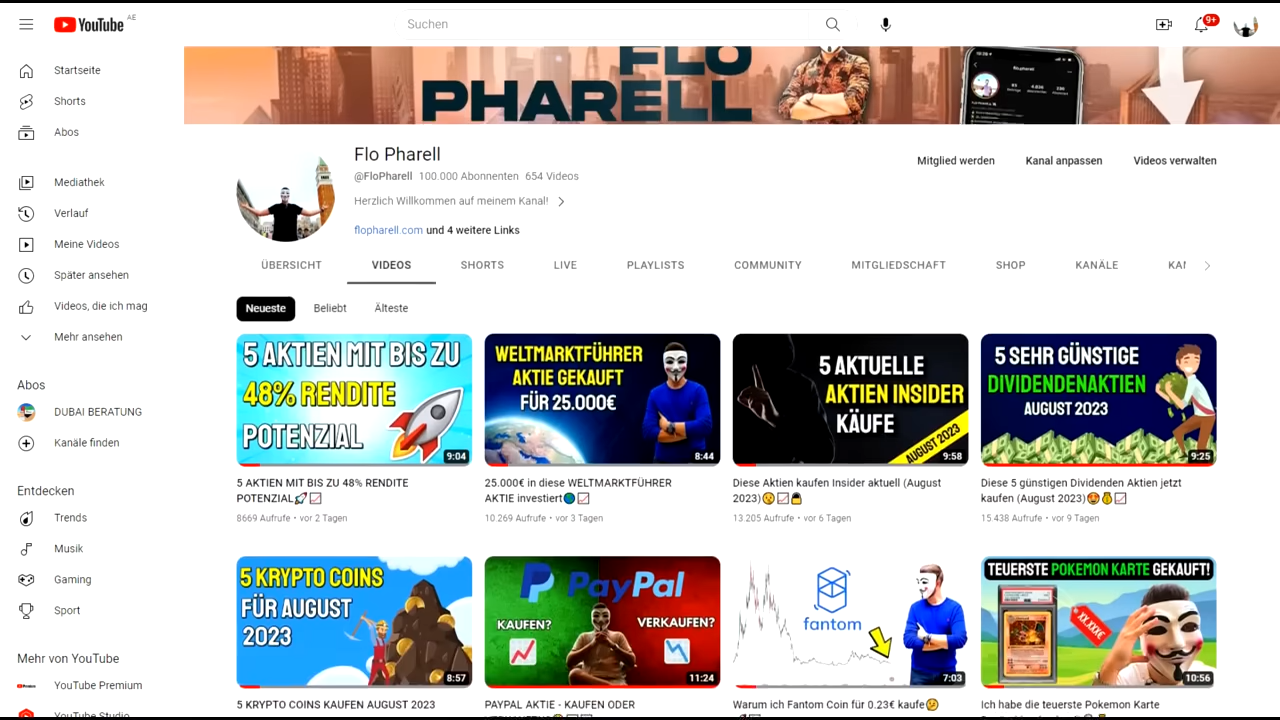 YouTube AE
Suchen
9+
Startseite
Shorts
Abos
Mediathek
Verlauf
Meine Videos
Später ansehen
Videos, die ich mag
Mehr ansehen
Abos
DUBAI BERATUNG
Kanäle finden
Entdecken
Trends
Musik
Gaming
Sport
Mehr von YouTube
YouTube Premium
YouTube Studio
FLO
PHARELL
Flo Pharell
@FloPharell 100.000 Abonnenten 654 Videos
Herzlich Willkommen auf meinem Kanal!
flopharell.com und 4 weitere Links
Mitglied werden
Kanal anpassen
Videos verwalten
ÜBERSICHT VIDEOS SHORTS LIVE PLAYLISTS COMMUNITY MITGLIEDSCHAFT SHOP KANÄLE
Neueste Beliebt Älteste
5 AKTIEN MIT BIS ZU
48% RENDITE
POTENZIAL
9:04
5 AKTIEN MIT BIS ZU 48% RENDITE
POTENZIAL🚀📈
8669 Aufrufe • vor 2 Tagen
WELTMARKTFÜHRER
AKTIE GEKAUFT
FÜR 25.000€
8:44
25.000€ in diese WELTMARKTFÜHRER
AKTIE investiert🌍📈
10.269 Aufrufe • vor 3 Tagen
5 AKTUELLE
AKTIEN INSIDER
KÄUFE
AUGUST 2023
9:58
Diese Aktien kaufen Insider aktuell (August
2023)😮📈🔒
13.205 Aufrufe • vor 6 Tagen
5 SEHR GÜNSTIGE
DIVIDENDENAKTIEN
AUGUST 2023
9:25
Diese 5 günstigen Dividenden Aktien jetzt
kaufen (August 2023)😍💰📈
15.438 Aufrufe • vor 9 Tagen
5 KRYPTO COINS
FÜR AUGUST
2023
8:57
5 KRYPTO COINS KAUFEN AUGUST 2023
PayPal
KAUFEN?
VERKAUFEN?
11:24
PAYPAL AKTIE - KAUFEN ODER
fantom
7:03
Warum ich Fantom Coin für 0.23€ kaufe🤔
TEUERSTE POKEMON KARTE GEKAUFT!
XX.XXX€
10:56
Ich habe die teuerste Pokemon Karte